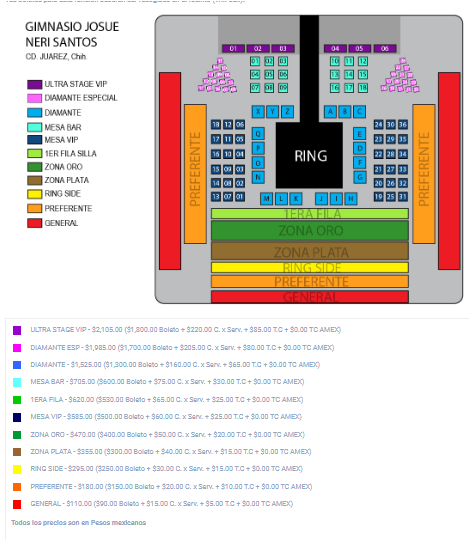 GIMNASIO JOSUE
NERI SANTOS
CD. JUAREZ, Chih.
ULTRA STAGE VIP
DIAMANTE ESPECIAL
DIAMANTE
MESA BAR
MESA VIP
1ER FILA SILLA
ZONA ORO
ZONA PLATA
RING SIDE
PREFERENTE
GENERAL
01 02 03 04 05 06
01 02 03 10 11 12
04 05 06 13 14 15
07 08 09 16 17 18
X Y Z A B C
18 12 06 Q E 24 30 36
17 11 05 P D 23 29 35
16 10 04 O F 22 28 34
15 09 03 N G 21 27 33
14 08 02 20 26 32
13 07 01 M L K J I H 19 25 31
RING
PREFERENTE
PREFERENTE
1ERA FILA
ZONA ORO
ZONA PLATA
RING SIDE
PREFERENTE
GENERAL
ULTRA STAGE VIP - $2,105.00 ($1,800.00 Boleto + $220.00 C. x Serv. + $85.00 T.C + $0.00 TC AMEX)
DIAMANTE ESP - $1,985.00 ($1,700.00 Boleto + $205.00 C. x Serv. + $80.00 T.C + $0.00 TC AMEX)
DIAMANTE - $1,525.00 ($1,300.00 Boleto + $160.00 C. x Serv. + $65.00 T.C + $0.00 TC AMEX)
MESA BAR - $705.00 ($600.00 Boleto + $75.00 C. x Serv. + $30.00 T.C + $0.00 TC AMEX)
1ERA FILA - $620.00 ($530.00 Boleto + $65.00 C. x Serv. + $25.00 T.C + $0.00 TC AMEX)
MESA VIP - $585.00 ($500.00 Boleto + $60.00 C. x Serv. + $25.00 T.C + $0.00 TC AMEX)
ZONA ORO - $470.00 ($400.00 Boleto + $50.00 C. x Serv. + $20.00 T.C + $0.00 TC AMEX)
ZONA PLATA - $355.00 ($300.00 Boleto + $40.00 C. x Serv. + $15.00 T.C + $0.00 TC AMEX)
RING SIDE - $295.00 ($250.00 Boleto + $30.00 C. x Serv. + $15.00 T.C + $0.00 TC AMEX)
PREFERENTE - $180.00 ($150.00 Boleto + $20.00 C. x Serv. + $10.00 T.C + $0.00 TC AMEX)
GENERAL - $110.00 ($90.00 Boleto + $15.00 C. x Serv. + $5.00 T.C + $0.00 TC AMEX)
Todos los precios son en Pesos mexicanos